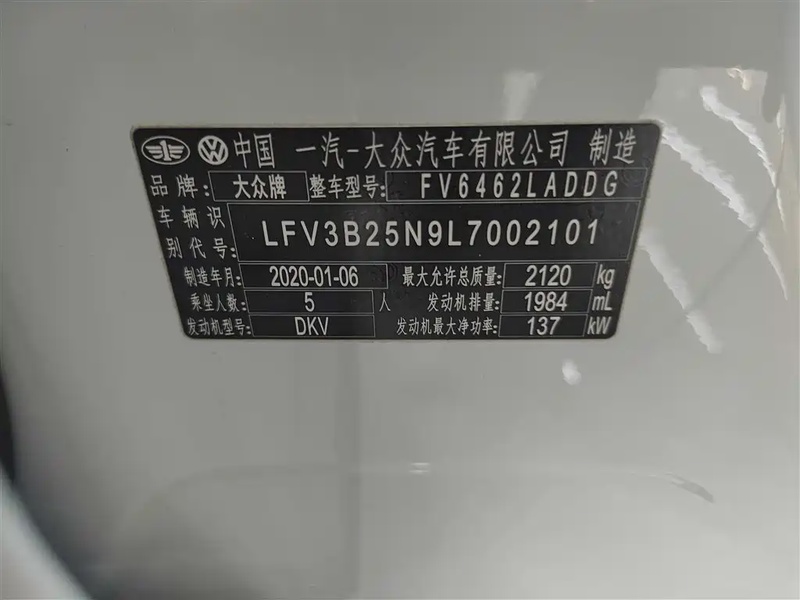 中国 一汽-大众汽车有限公司 制造
品牌: 大众牌 整车型号: FV6462LADDG
车辆识别代号: LFV3B25N9L7002101
制造年月: 2020-01-06 最大允许总质量: 2120 kg
乘坐人数: 5 人 发动机排量: 1984 mL
发动机型号: DKV 发动机最大净功率: 137 kW